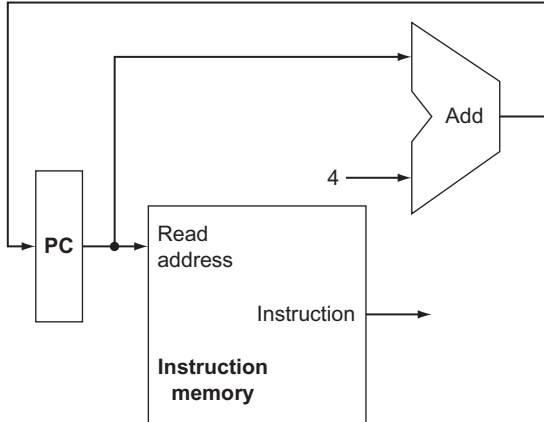 Add
4
PC
Read
address
Instruction
Instruction
memory